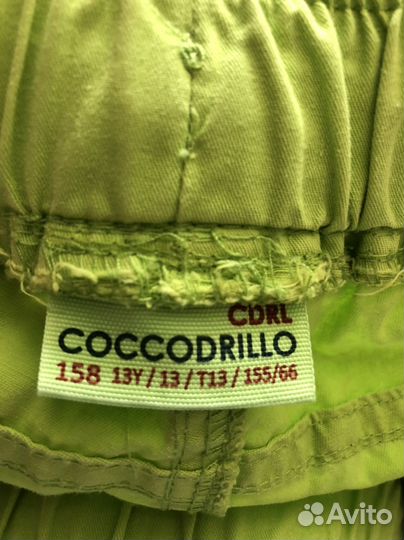 CDRL
COCCODRILLO
158 13Y / 13 / T13 / 155/66
Avito